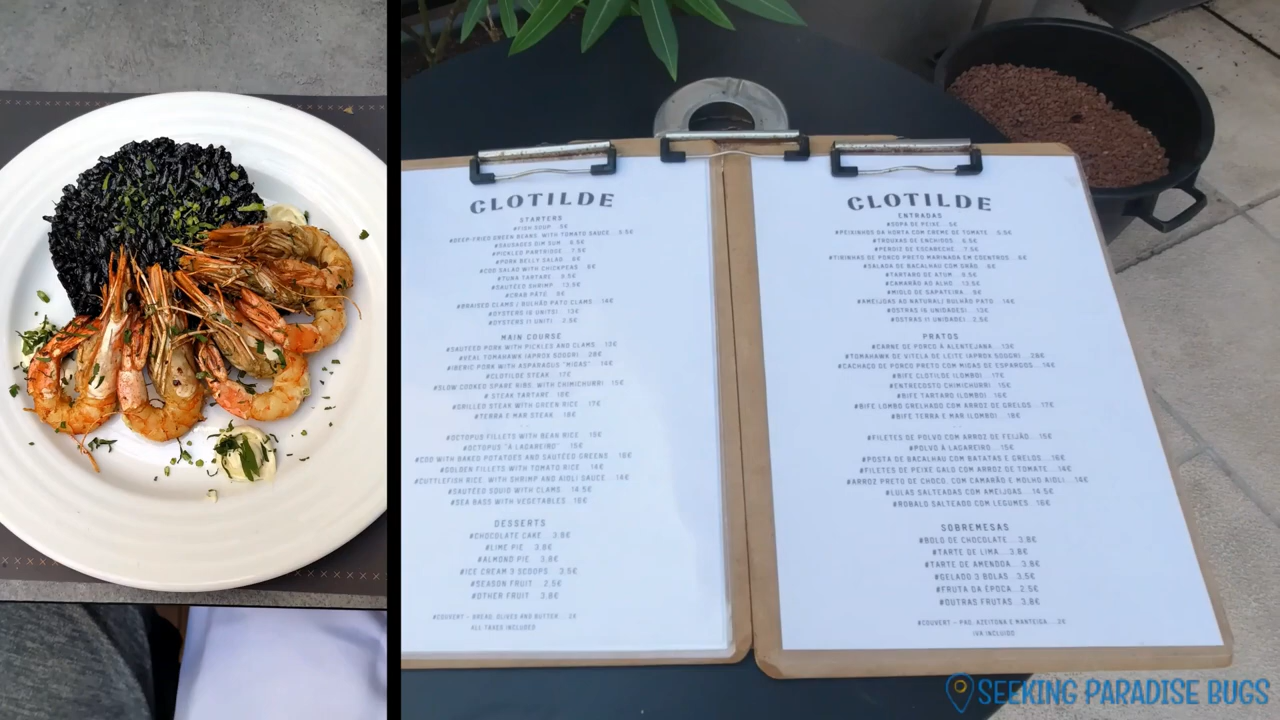 CLOTILDE
STARTERS
#FISH SOUP...5€
#DEEP-FRIED GREEN BEANS, WITH TOMATO SAUCE...5.5€
#SAUSAGES DIM SUM...6.5€
#PICKLED PARTRIDGE...7.5€
#PORK BELLY SALAD...6€
#COD SALAD WITH CHICKPEAS...6€
#TUNA TARTARE...9.5€
#SAUTÉED SHRIMP...13.5€
#CRAB PÂTÉ...9€
#BRAISED CLAMS / BULHÃO PATO CLAMS...14€
#OYSTERS (6 UNITS)...13€
#OYSTERS (1 UNIT)...2,5€
MAIN COURSE
#SAUTEED PORK WITH PICKLES AND CLAMS...13€
#VEAL TOMAHAWK (APROX 500GR)...28€
#IBERIC PORK WITH ASPARAGUS "MIGAS"...14€
#CLOTILDE STEAK...17€
#SLOW COOKED SPARE RIBS, WITH CHIMICHURRI...15€
# STEAK TARTARE...16€
#GRILLED STEAK WITH GREEN RICE...17€
#TERRA E MAR STEAK...18€
#OCTOPUS FILLETS WITH BEAN RICE...15€
#OCTOPUS "À LAGAREIRO"...15€
#COD WITH BAKED POTATOES AND SAUTÉED GREENS...16€
#GOLDEN FILLETS WITH TOMATO RICE...14€
#CUTTLEFISH RICE, WITH SHRIMP AND AIOLI SAUCE...14€
#SAUTÉED SQUID WITH CLAMS...14.5€
#SEA BASS WITH VEGETABLES...16€
DESSERTS
#CHOCOLATE CAKE...3,8€
#LIME PIE...3,8€
#ALMOND PIE...3,8€
#ICE CREAM 3 SCOOPS...3,5€
#SEASON FRUIT...2.5€
#OTHER FRUIT...3,8€
#COUVERT - BREAD, OLIVES AND BUTTER...2€
ALL TAXES INCLUDED
CLOTILDE
ENTRADAS
#SOPA DE PEIXE...5€
#PEIXINHOS DA HORTA COM CREME DE TOMATE...5,5€
#TROUXAS DE ENCHIDOS...6,5€
#PERDIZ DE ESCABECHE...7,5€
#TIRINHAS DE PORCO PRETO MARINADA EM COENTROS...6€
#SALADA DE BACALHAU COM GRÃO...6€
#TARTARO DE ATUM...9,5€
#CAMARÃO AO ALHO...13,5€
#MIOLO DE SAPATEIRA...9€
#AMEIJOAS AO NATURAL/ BULHÃO PATO...14€
#OSTRAS (6 UNIDADES)...13€
#OSTRAS (1 UNIDADE)...2,5€
PRATOS
#CARNE DE PORCO À ALENTEJANA...13€
#TOMAHAWK DE VITELA DE LEITE (APROX 500GR)...28€
#CACHAÇO DE PORCO PRETO COM MIGAS DE ESPARGOS...14€
#BIFE CLOTILDE (LOMBO)...17€
#ENTRECOSTO CHIMICHURRI...15€
#BIFE TARTARO (LOMBO)...16€
#BIFE LOMBO GRELHADO COM ARROZ DE GRELOS...17€
#BIFE TERRA E MAR (LOMBO)...18€
#FILETES DE POLVO COM ARROZ DE FEIJÃO...15€
#POLVO À LAGAREIRO...15€
#POSTA DE BACALHAU COM BATATAS E GRELOS...16€
#FILETES DE PEIXE GALO COM ARROZ DE TOMATE...14€
#ARROZ PRETO DE CHOCO, COM CAMARÃO E MOLHO AIOLI...14€
#LULAS SALTEADAS COM AMEIJOAS...14,5€
#ROBALO SALTEADO COM LEGUMES...16€
SOBREMESAS
#BOLO DE CHOCOLATE...3,8€
#TARTE DE LIMA...3,8€
#TARTE DE AMENDOA...3,8€
#GELADO 3 BOLAS...3,5€
#FRUTA DA ÉPOCA...2,5€
#OUTRAS FRUTAS...3,8€
#COUVERT - PÃO, AZEITONA E MANTEIGA...2€
IVA INCLUIDO
SEEKING PARADISE BUGS